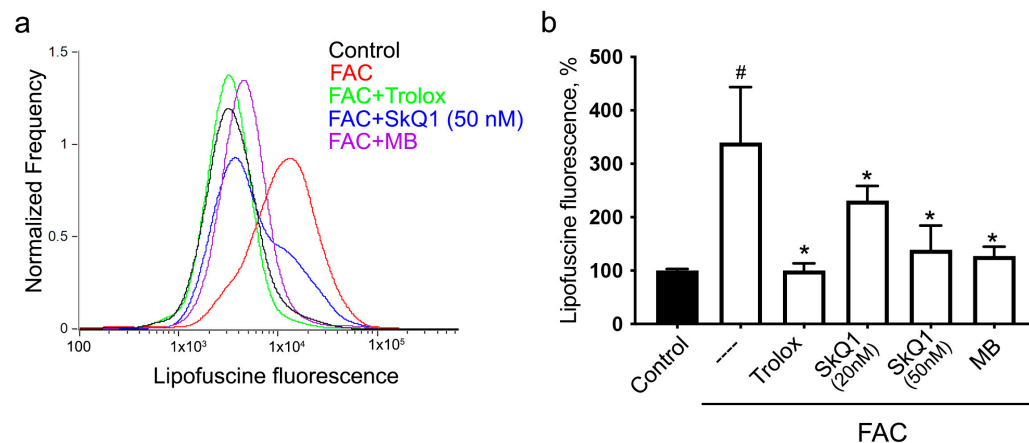 a
Normalized Frequency
1.5
1
0.5
0
Control
FAC
FAC+Trolox
FAC+SkQ1 (50 nM)
FAC+MB
100
1x10³
1x10⁴
1x10⁵
Lipofuscine fluorescence
b
Lipofuscine fluorescence, %
500
400
300
200
100
0
#
*
*
*
*
Control
----
Trolox
SkQ1
(20nM)
SkQ1
(50nM)
MB
FAC